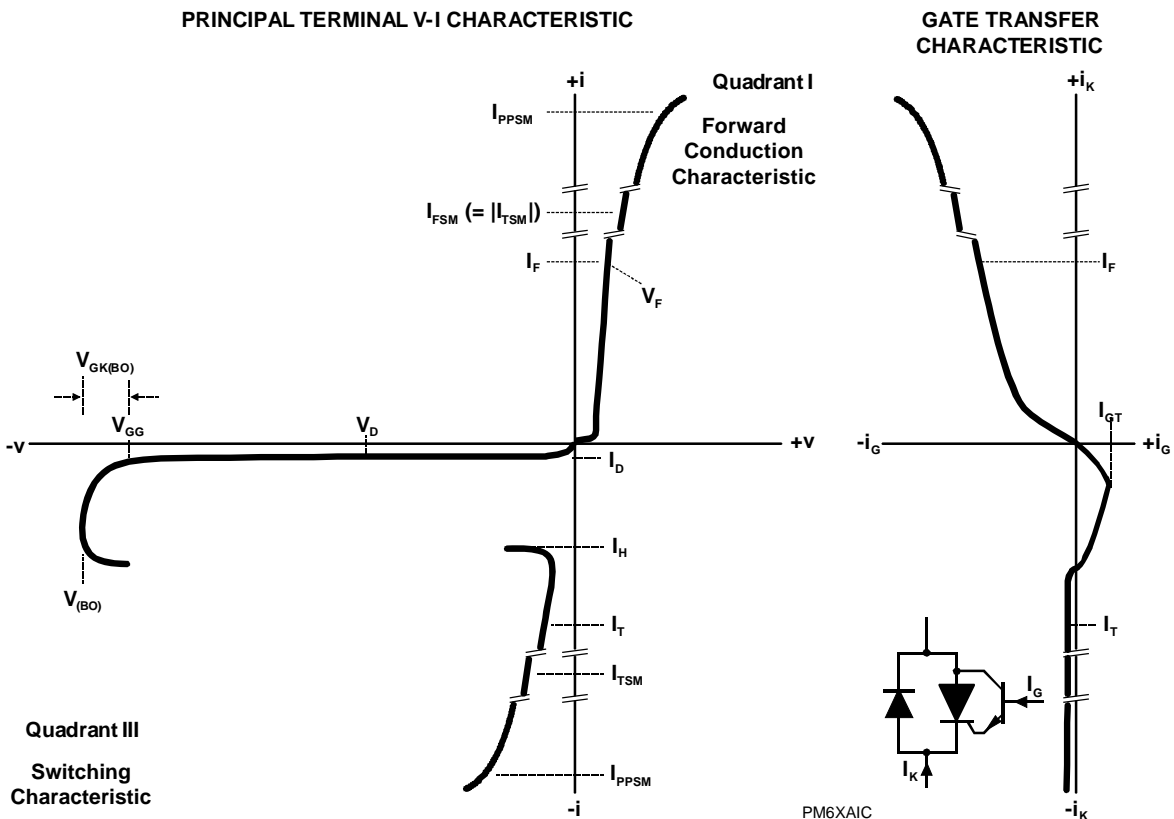 PRINCIPAL TERMINAL V-I CHARACTERISTIC
GATE TRANSFER
CHARACTERISTIC
+i
Quadrant I
+iK
IPPSM
Forward
Conduction
Characteristic
IFSM (= |ITSM|)
IF
IF
VF
VGK(BO)
VGG
VD
IGT
-v
+v
-iG
+iG
ID
IH
V(BO)
IT
IT
ITSM
IG
Quadrant III
Switching
Characteristic
IK
IPPSM
-i
PM6XAIC
-iK